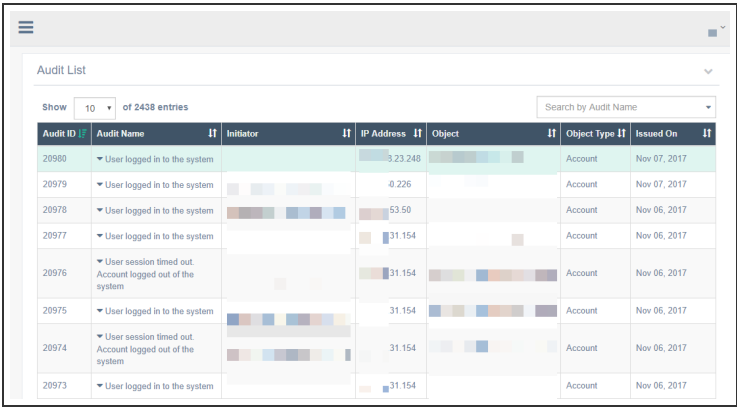 Audit List
Show 10 of 2438 entries Search by Audit Name
Audit ID Audit Name Initiator IP Address Object Object Type Issued On
20980 User logged in to the system 3.23.248 Account Nov 07, 2017
20979 User logged in to the system 0.226 Account Nov 07, 2017
20978 User logged in to the system 53.50 Account Nov 06, 2017
20977 User logged in to the system 31.154 Account Nov 06, 2017
User session timed out.
20976 Account logged out of the 31.154 Account Nov 06, 2017
system
20975 User logged in to the system 31.154 Account Nov 06, 2017
User session timed out.
20974 Account logged out of the 31.154 Account Nov 06, 2017
system
20973 User logged in to the system 31.154 Account Nov 06, 2017